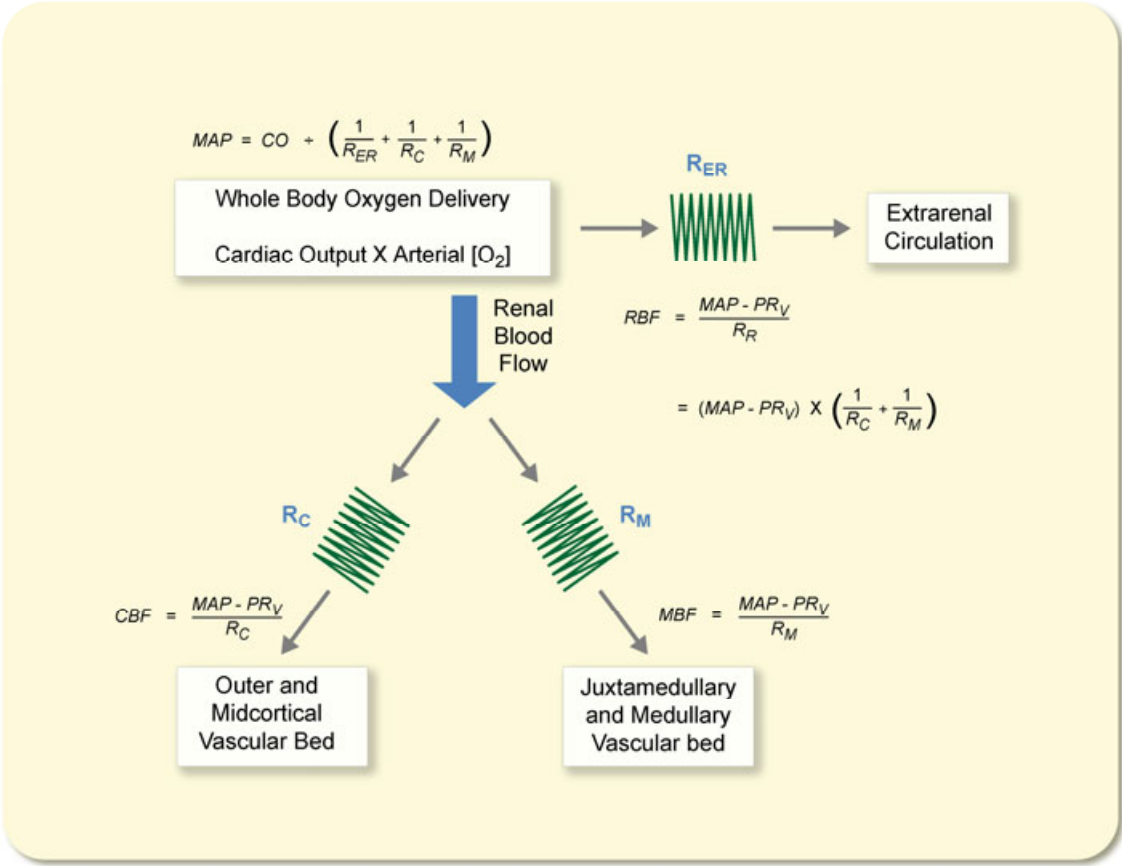 MAP = CO ÷ (1/R_ER + 1/R_C + 1/R_M)
Whole Body Oxygen Delivery
Cardiac Output X Arterial [O₂]
R_ER
Extrarenal
Circulation
Renal
Blood
Flow
RBF = (MAP - PR_V)/R_R
= (MAP - PR_V) X (1/R_C + 1/R_M)
R_C
R_M
CBF = (MAP - PR_V)/R_C
MBF = (MAP - PR_V)/R_M
Outer and
Midcortical
Vascular Bed
Juxtamedullary
and Medullary
Vascular bed